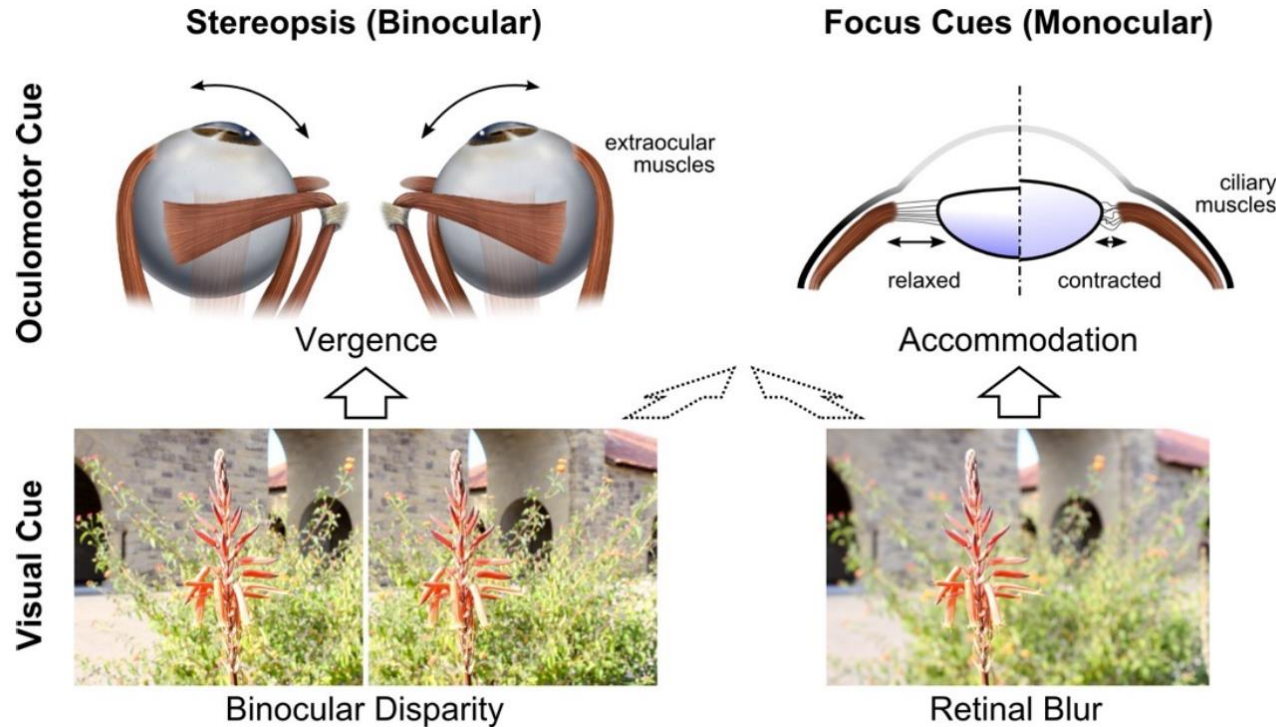 Stereopsis (Binocular)
Focus Cues (Monocular)
Oculomotor Cue
extraocular
muscles
ciliary
muscles
relaxed
contracted
Vergence
Accommodation
Visual Cue
Binocular Disparity
Retinal Blur